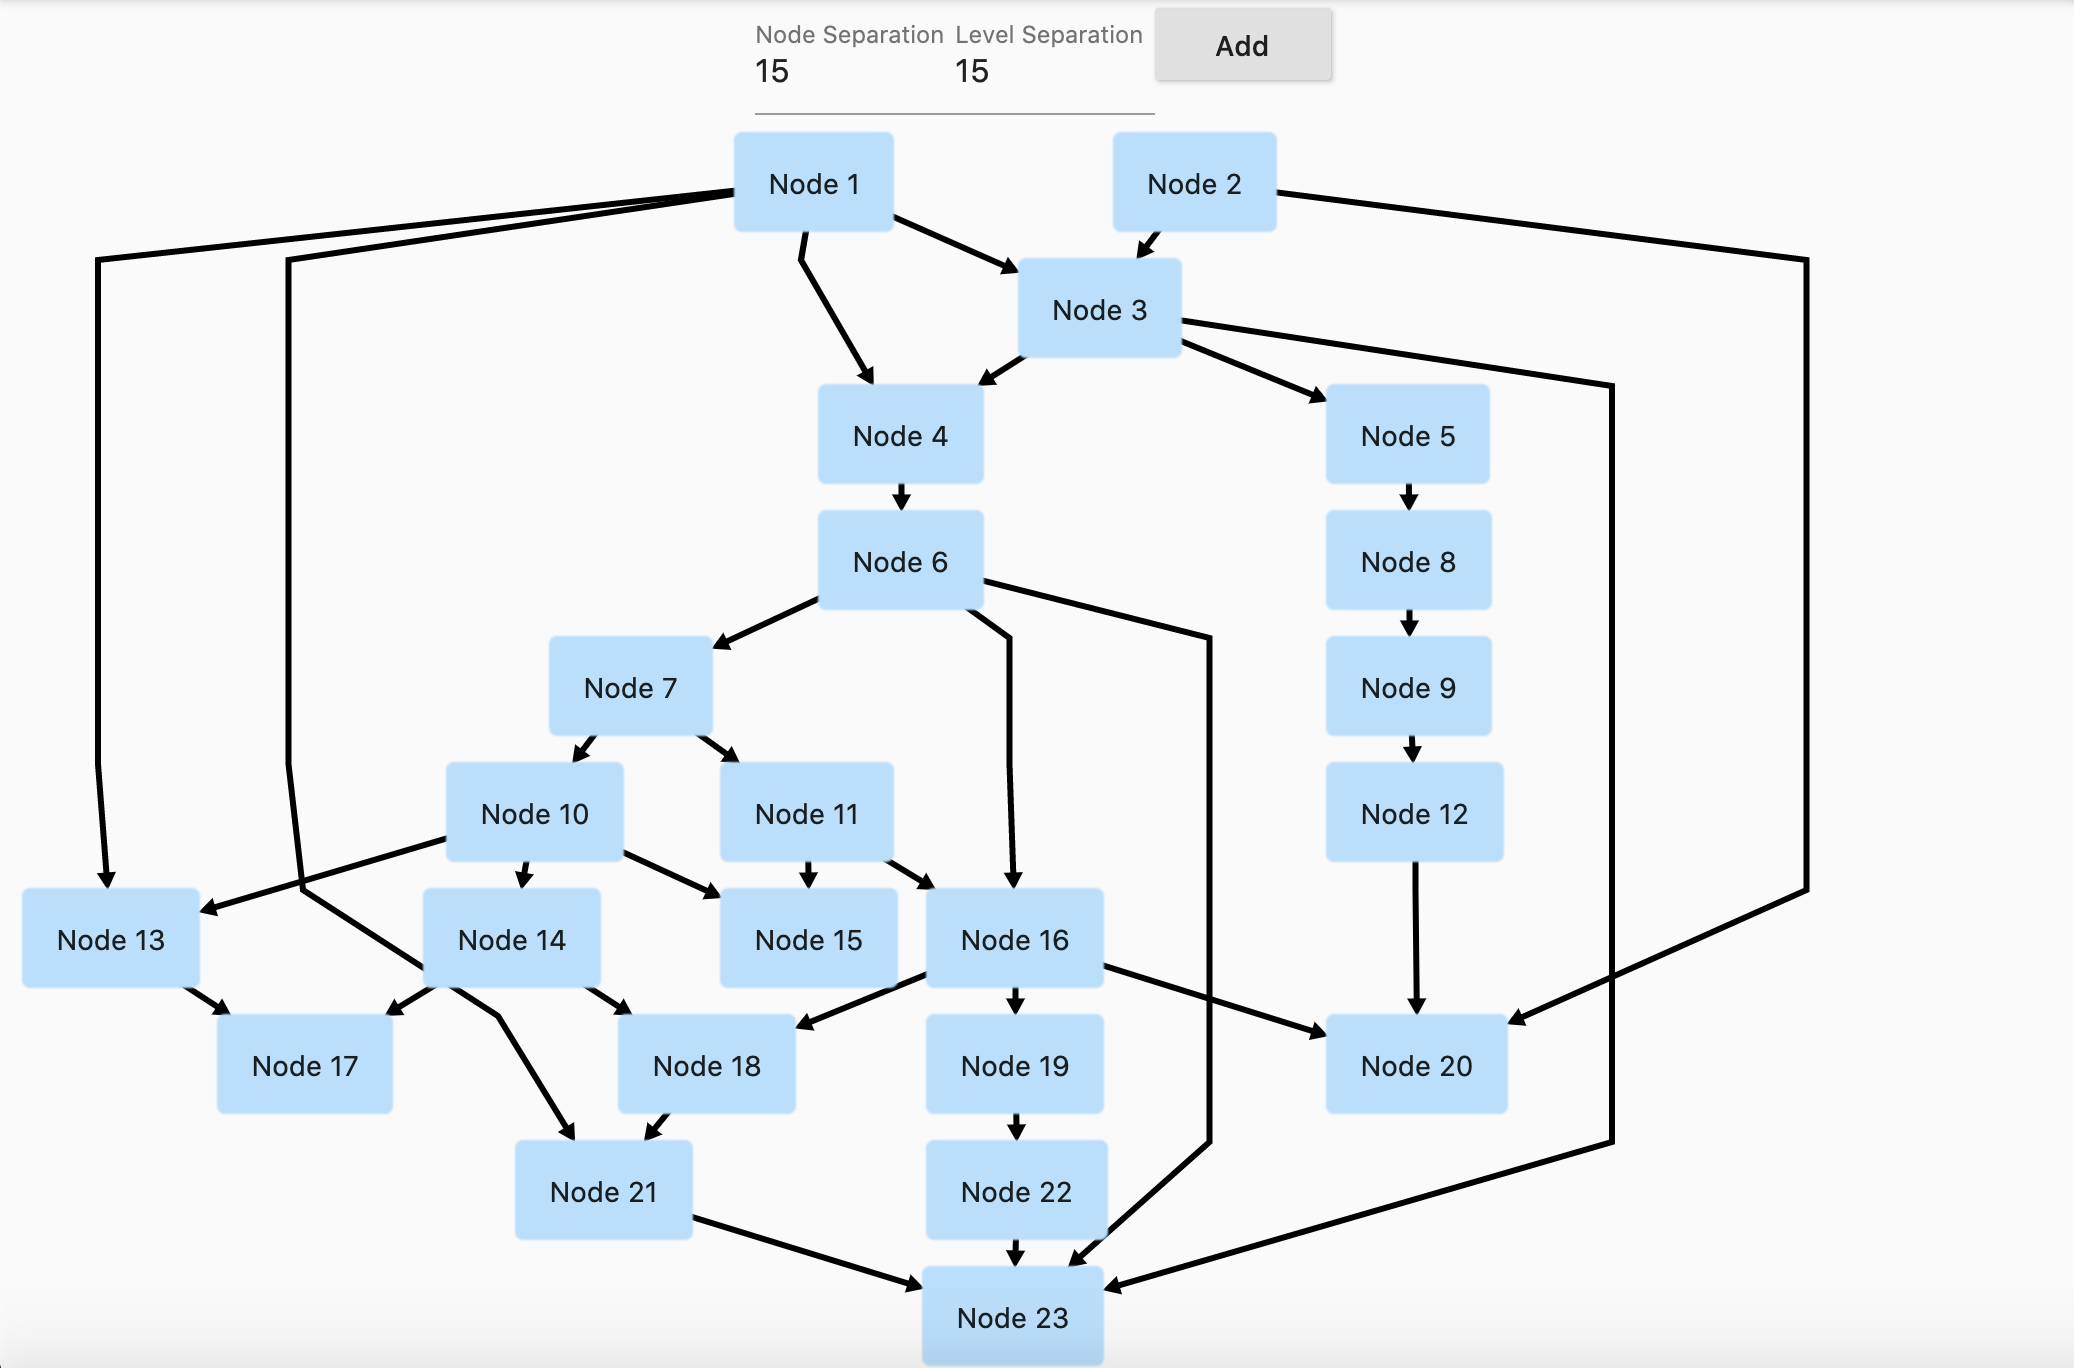 Node Separation Level Separation
15 15
Add
Node 1
Node 2
Node 3
Node 4
Node 5
Node 6
Node 8
Node 7
Node 9
Node 10
Node 11
Node 12
Node 13
Node 14
Node 15
Node 16
Node 17
Node 18
Node 19
Node 20
Node 21
Node 22
Node 23